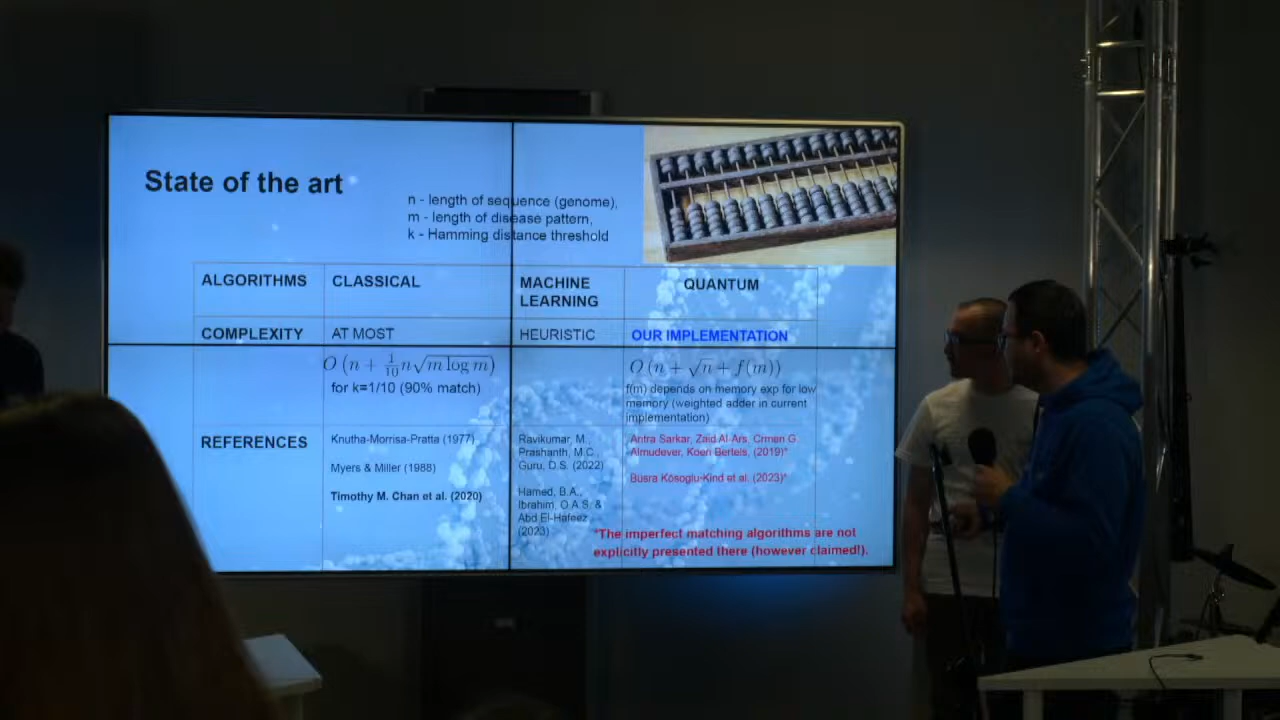 State of the art
n - length of sequence (genome),
m - length of disease pattern,
k - Hamming distance threshold
ALGORITHMS
CLASSICAL
MACHINE
LEARNING
QUANTUM
COMPLEXITY
AT MOST
HEURISTIC
OUR IMPLEMENTATION
O (n + 1/10 n√m log m)
for k=1/10 (90% match)
O (n + √n + f(m))
f(m) depends on memory exp for low
memory (weighted adder in current
implementation)
REFERENCES
Knutha-Morrisa-Pratta (1977)
Myers & Miller (1988)
Timothy M. Chan et al. (2020)
Ravikumar, M.,
Prashanth, M.C.,
Guru, D.S. (2022)
Hamed, B.A.,
Ibrahim, O.A.S. &
Abd El-Hafeez
(2023)
Antra Sarkar, Zaid Al-Ars, Crmen G.
Almudever, Koen Bertels, (2019)*
Busra Kösoglu-Kind et al. (2023)*
*The imperfect matching algorithms are not
explicitly presented there (however claimed!).